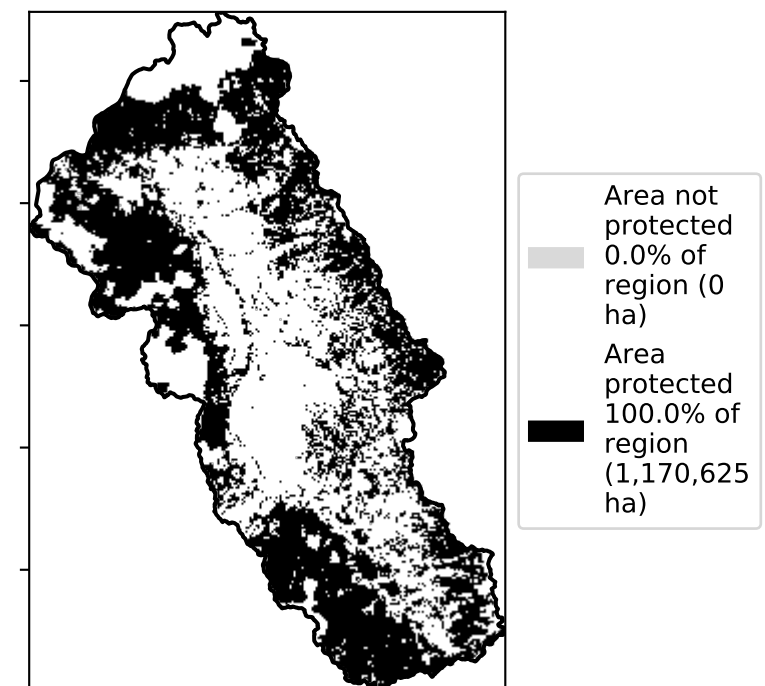 Area not
protected
0.0% of
region (0
ha)
Area
protected
100.0% of
region
(1,170,625
ha)